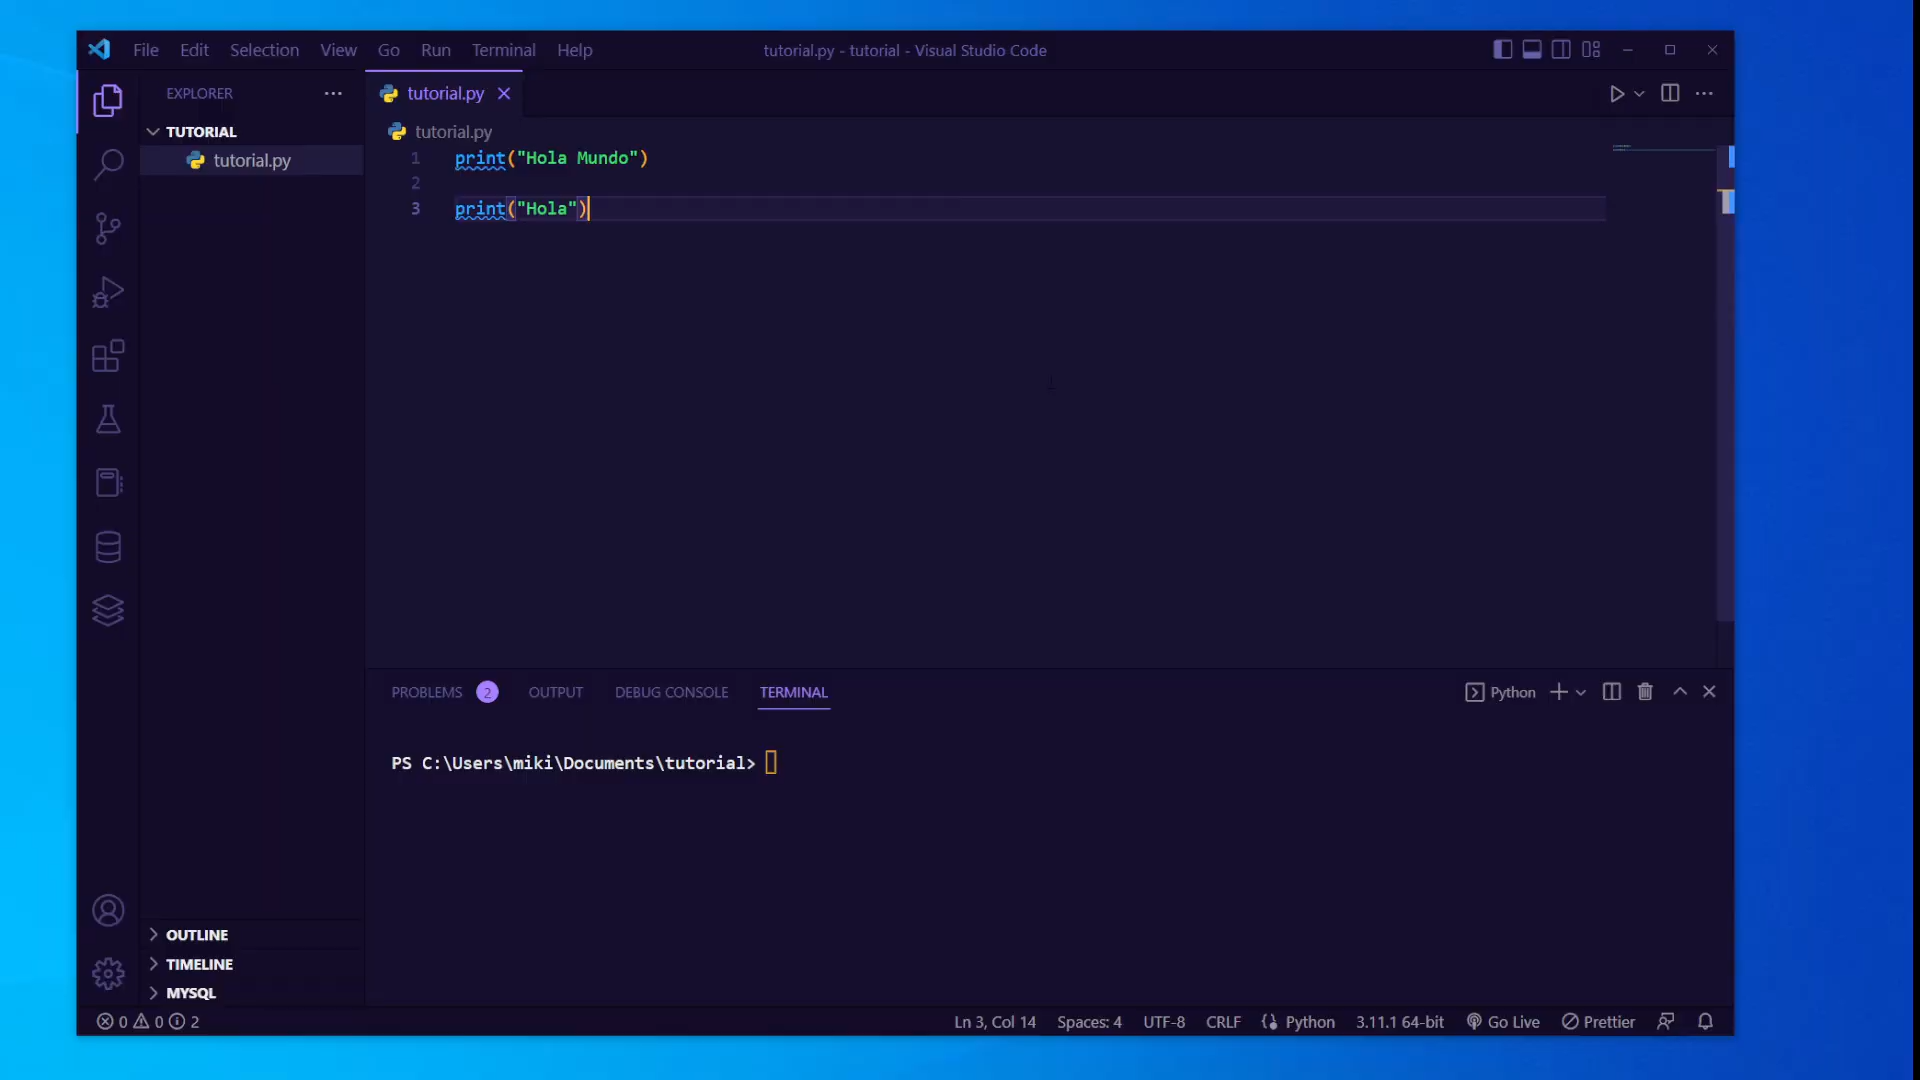 File Edit Selection View Go Run Terminal Help
tutorial.py - tutorial - Visual Studio Code
EXPLORER
TUTORIAL
tutorial.py
tutorial.py
tutorial.py
1 print("Hola Mundo")
2
3 print("Hola")
PROBLEMS 2 OUTPUT DEBUG CONSOLE TERMINAL
Python
PS C:\Users\miki\Documents\tutorial>
OUTLINE
TIMELINE
MYSQL
0 0 2
Ln 3, Col 14 Spaces: 4 UTF-8 CRLF Python 3.11.1 64-bit Go Live Prettier